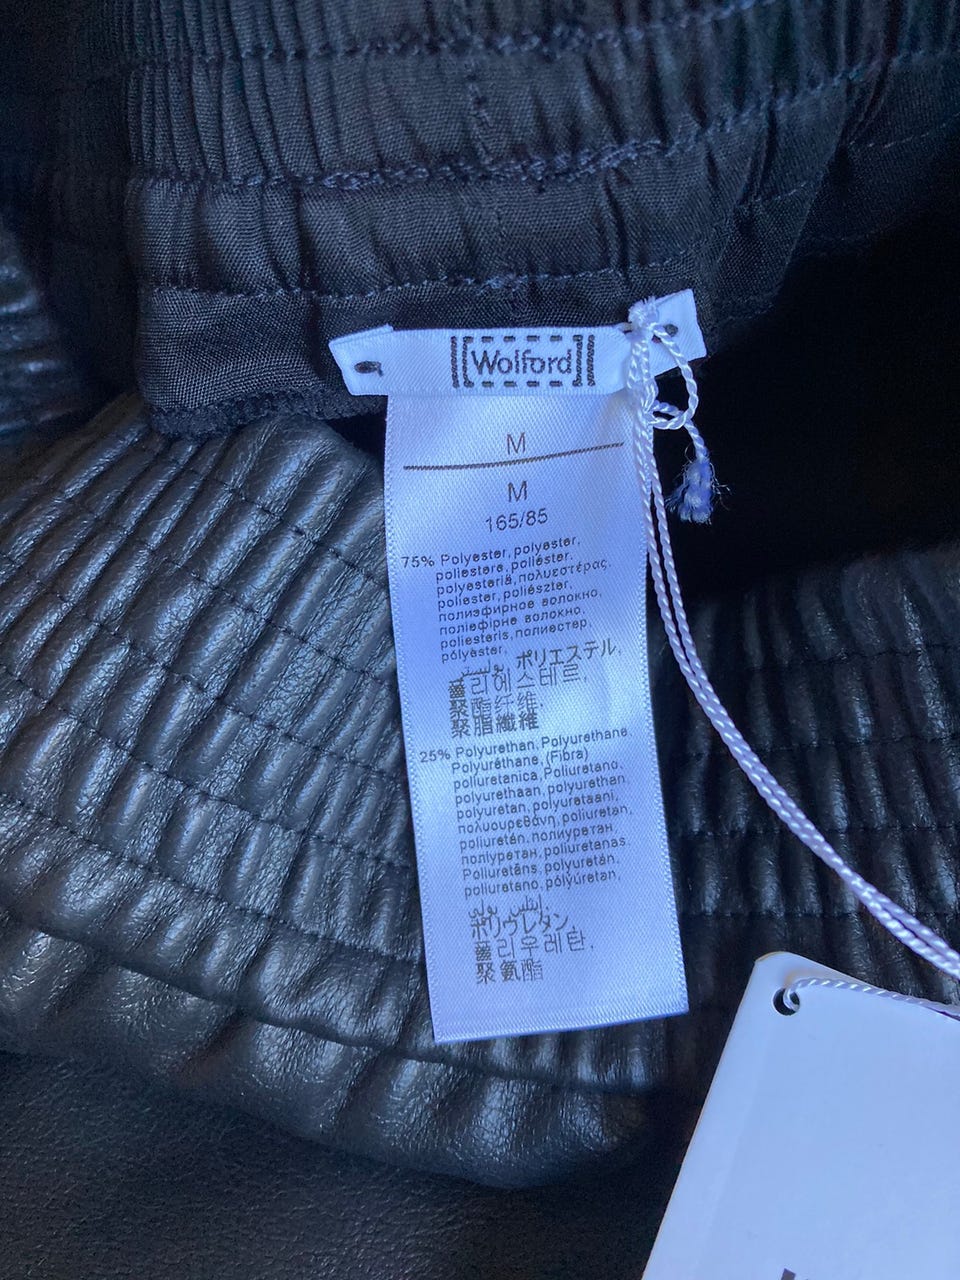 Wolford
M
M
165/85
75% Polyester, polyester,
poliestere, poliéster,
polyesteriä, πολυεστέρας,
poliester, poliészter,
полиэфирное волокно,
поліефірне волокно,
poliesteris, полиестер,
pólýester,
بوليستر, ポリエステル,
폴리에스테르,
聚酯纤维,
聚脂纖維
25% Polyurethan, Polyurethane,
Polyuréthane, (Fibra)
poliuretanica, Poliuretano,
polyurethaan, polyurethan,
polyuretan, polyuretaani,
πολυουρεθάνη, poliuretan,
poliuretán, полиуретан,
поліуретан, poliuretanas,
Poliuretāns, polyuretán,
poliuretano, pólýúretan,
ポリウレタン,
폴리우레탄,
聚氨酯